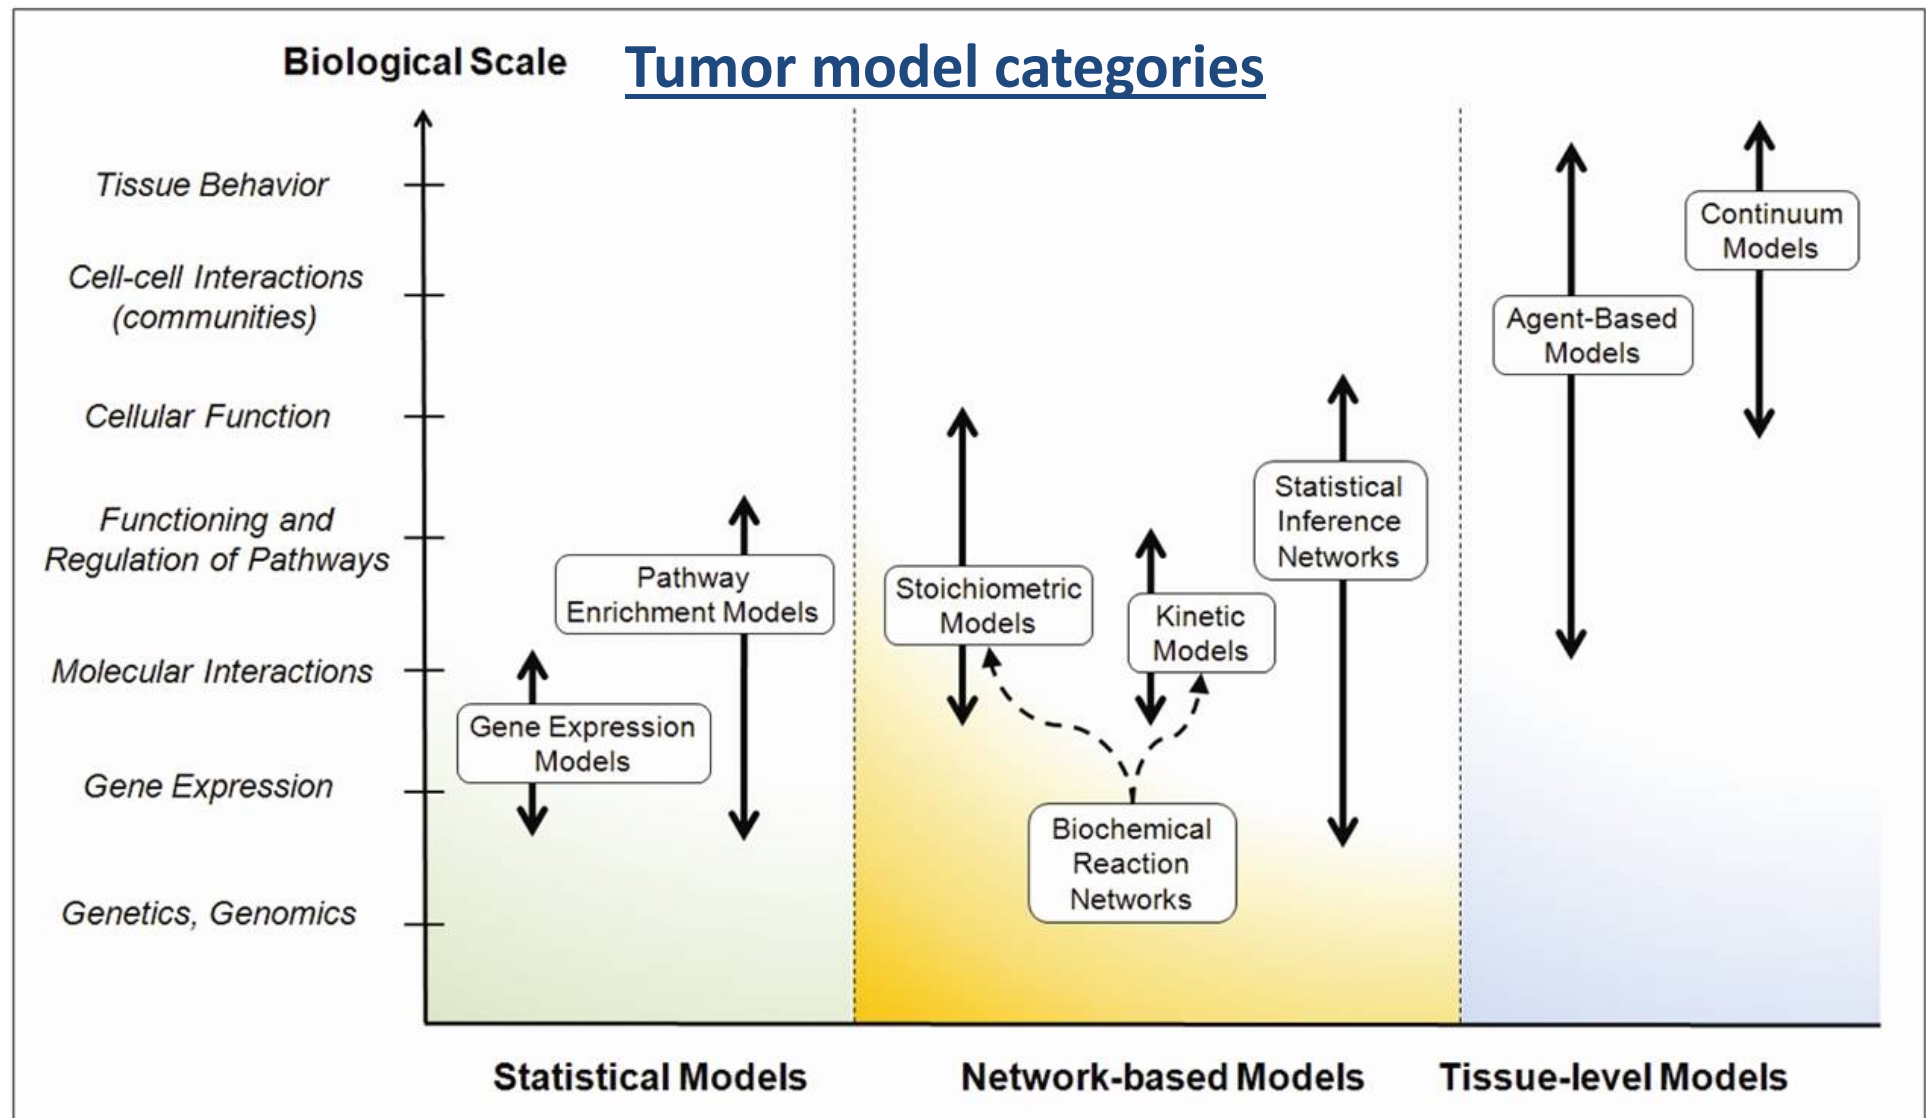 Biological Scale
Tumor model categories
Tissue Behavior
Cell-cell Interactions
(communities)
Cellular Function
Functioning and
Regulation of Pathways
Molecular Interactions
Gene Expression
Genetics, Genomics
Gene Expression
Models
Pathway
Enrichment Models
Stoichiometric
Models
Kinetic
Models
Biochemical
Reaction
Networks
Statistical
Inference
Networks
Agent-Based
Models
Continuum
Models
Statistical Models
Network-based Models
Tissue-level Models